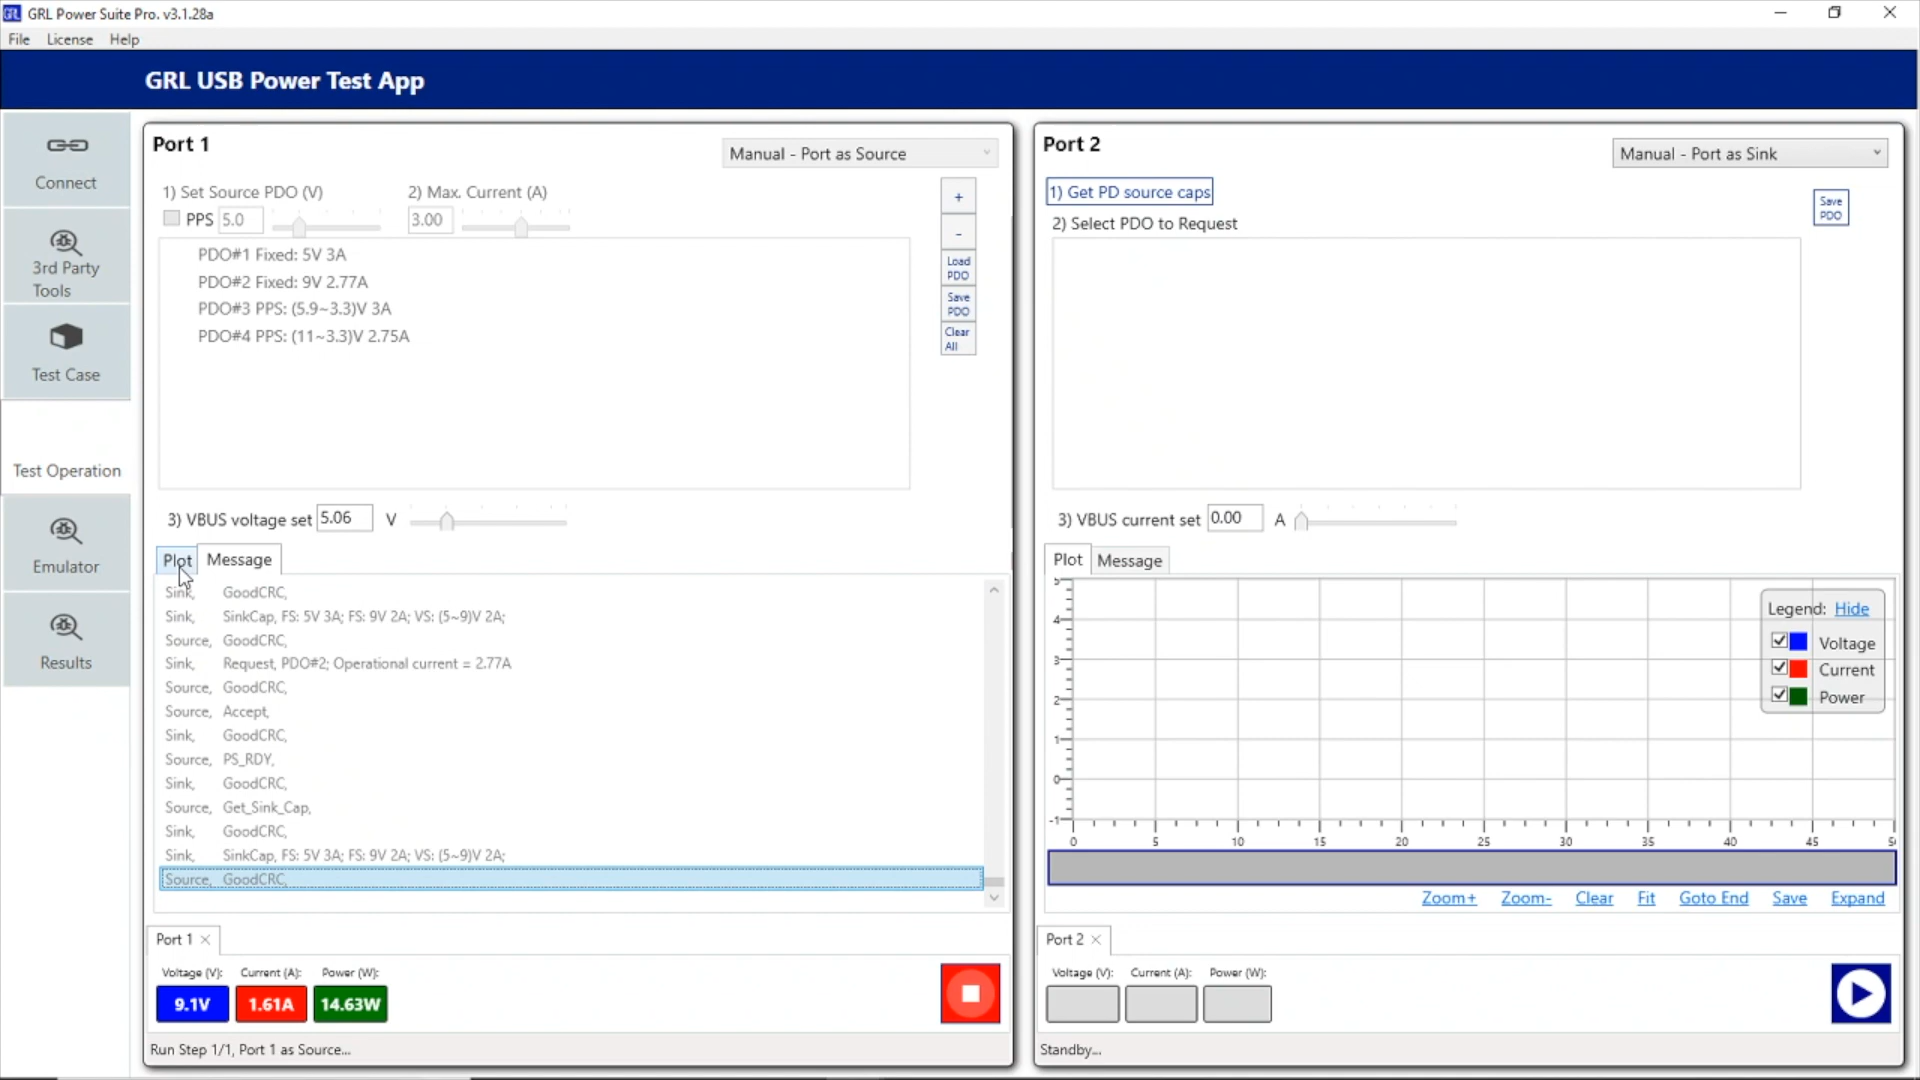 GRL GRL Power Suite Pro. v3.1.28a
File License Help
GRL USB Power Test App
Connect
3rd Party
Tools
Test Case
Test Operation
Emulator
Results
Port 1
Manual - Port as Source
1) Set Source PDO (V) 2) Max. Current (A)
PPS 5.0 3.00
+
-
Load
PDO
Save
PDO
Clear
All
PDO#1 Fixed: 5V 3A
PDO#2 Fixed: 9V 2.77A
PDO#3 PPS: (5.9~3.3)V 3A
PDO#4 PPS: (11~3.3)V 2.75A
3) VBUS voltage set 5.06 V
Plot Message
Sink, GoodCRC,
Sink, SinkCap, FS: 5V 3A; FS: 9V 2A; VS: (5~9)V 2A;
Source, GoodCRC,
Sink, Request, PDO#2; Operational current = 2.77A
Source, GoodCRC,
Source, Accept,
Sink, GoodCRC,
Source, PS_RDY,
Sink, GoodCRC,
Source, Get_Sink_Cap,
Sink, GoodCRC,
Sink, SinkCap, FS: 5V 3A; FS: 9V 2A; VS: (5~9)V 2A;
Source, GoodCRC,
Port 1
Voltage (V): Current (A): Power (W):
9.1V 1.61A 14.63W
Run Step 1/1, Port 1 as Source...
Port 2
Manual - Port as Sink
1) Get PD source caps
2) Select PDO to Request
Save
PDO
3) VBUS current set 0.00 A
Plot Message
5
4
3
2
1
0
-1
0 5 10 15 20 25 30 35 40 45
Legend: Hide
Voltage
Current
Power
Zoom+ Zoom- Clear Fit Goto End Save Expand
Port 2
Voltage (V): Current (A): Power (W):
Standby...